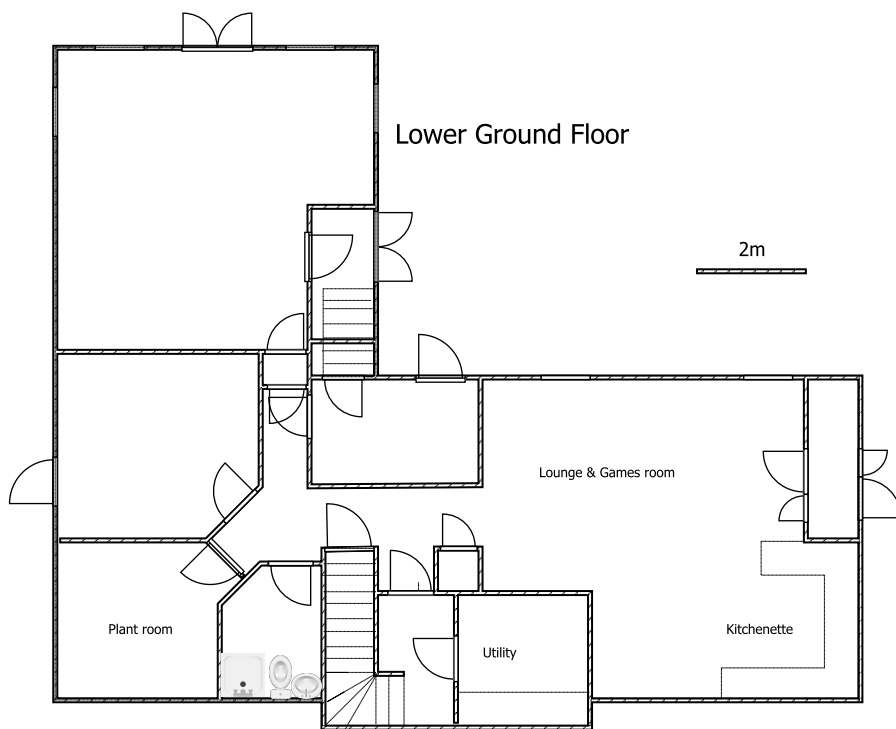 Lower Ground Floor
2m
Lounge & Games room
Plant room
Kitchenette
Utility